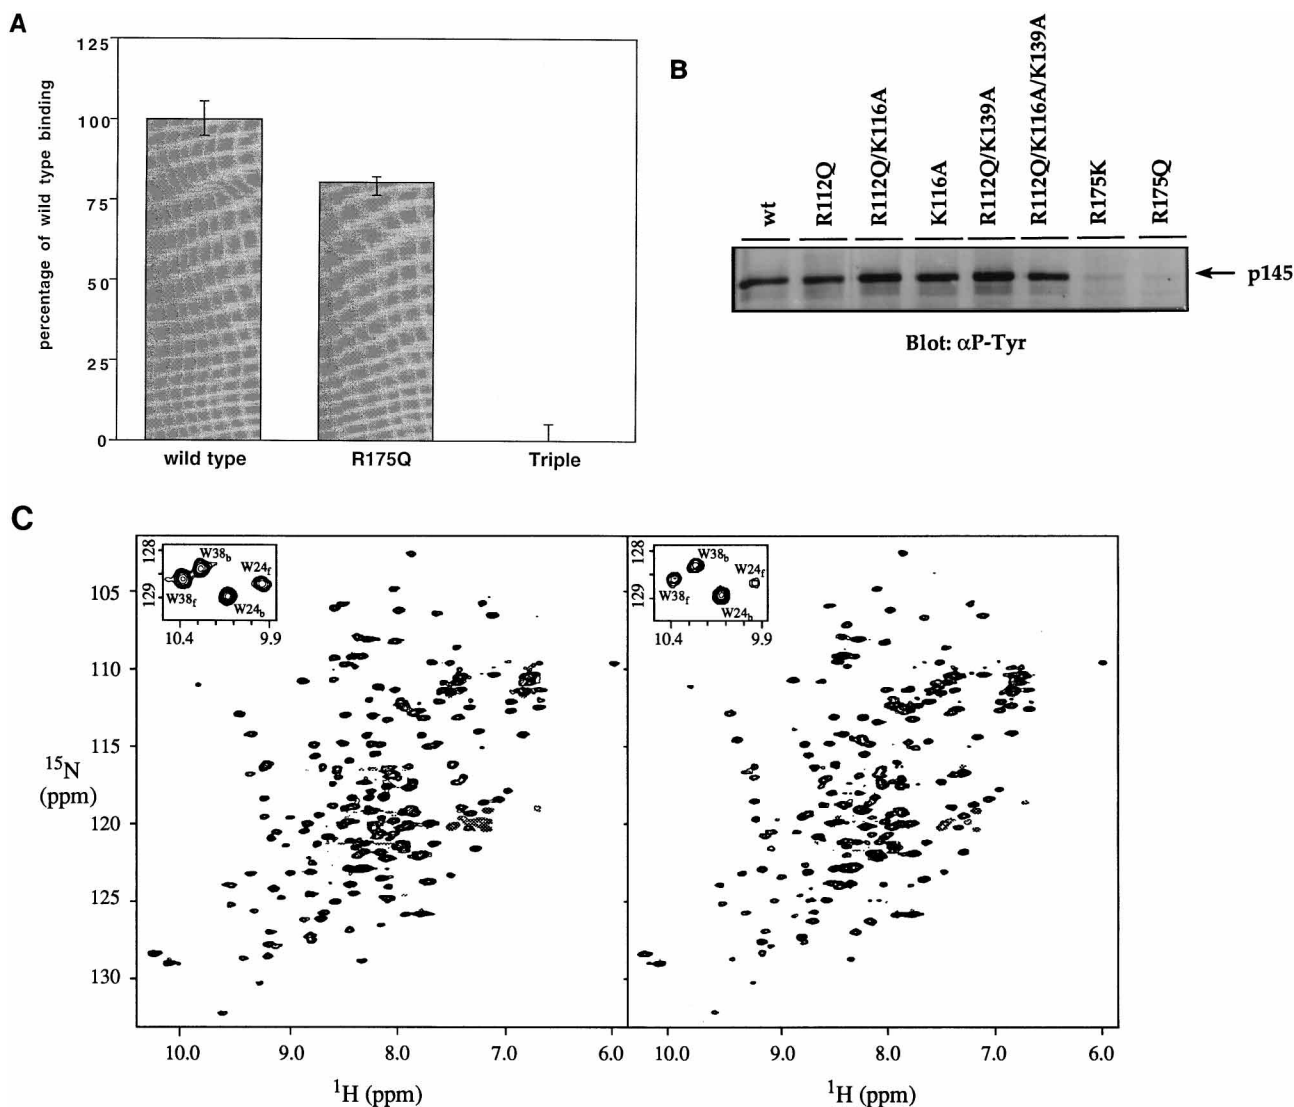 A
125
100
75
50
25
0
percentage of wild type binding
wild type
R175Q
Triple
B
wt
R112Q
R112Q/K116A
K116A
R112Q/K139A
R112Q/K116A/K139A
R175K
R175Q
p145
Blot: αP-Tyr
C
128
129
W38b
W24f
W38f
W24b
10.4
9.9
128
129
W38b
W24f
W38f
W24b
10.4
9.9
105
110
115
120
125
130
15N
(ppm)
10.0
9.0
8.0
7.0
6.0
10.0
9.0
8.0
7.0
6.0
1H (ppm)
1H (ppm)